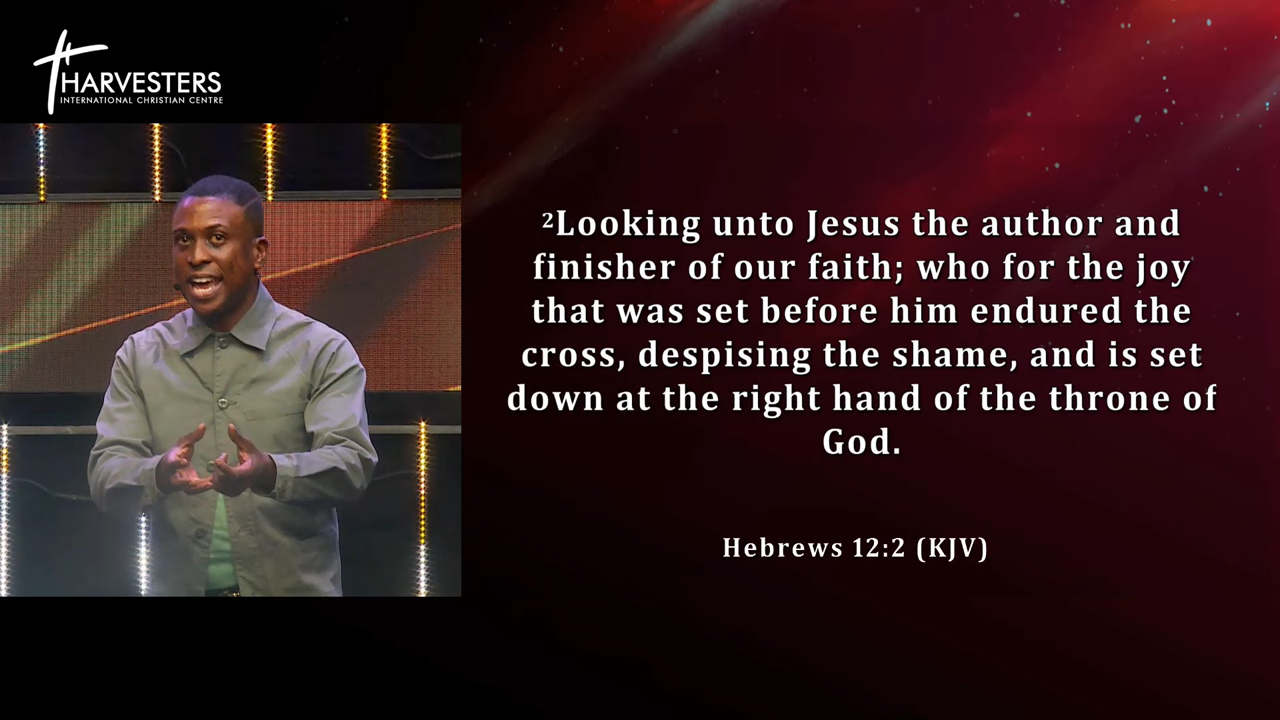 HARVESTERS
INTERNATIONAL CHRISTIAN CENTRE
²Looking unto Jesus the author and
finisher of our faith; who for the joy
that was set before him endured the
cross, despising the shame, and is set
down at the right hand of the throne of
God.
Hebrews 12:2 (KJV)